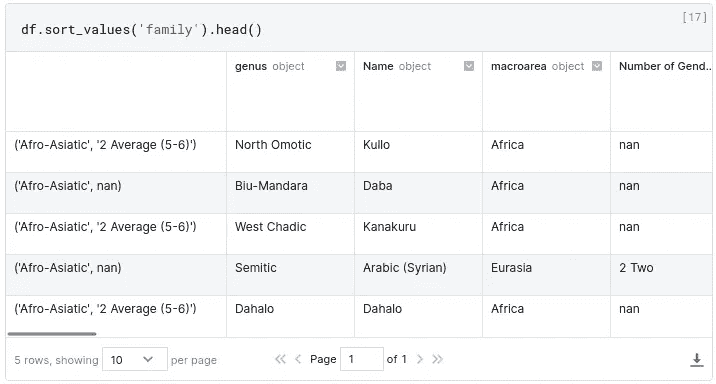 [17]
df.sort_values('family').head()
genus object Name object macroarea object Number of Gend..
('Afro-Asiatic', '2 Average (5-6)') North Omotic Kullo Africa nan
('Afro-Asiatic', nan) Biu-Mandara Daba Africa nan
('Afro-Asiatic', '2 Average (5-6)') West Chadic Kanakuru Africa nan
('Afro-Asiatic', nan) Semitic Arabic (Syrian) Eurasia 2 Two
('Afro-Asiatic', '2 Average (5-6)') Dahalo Dahalo Africa nan
5 rows, showing 10 per page Page 1 of 1